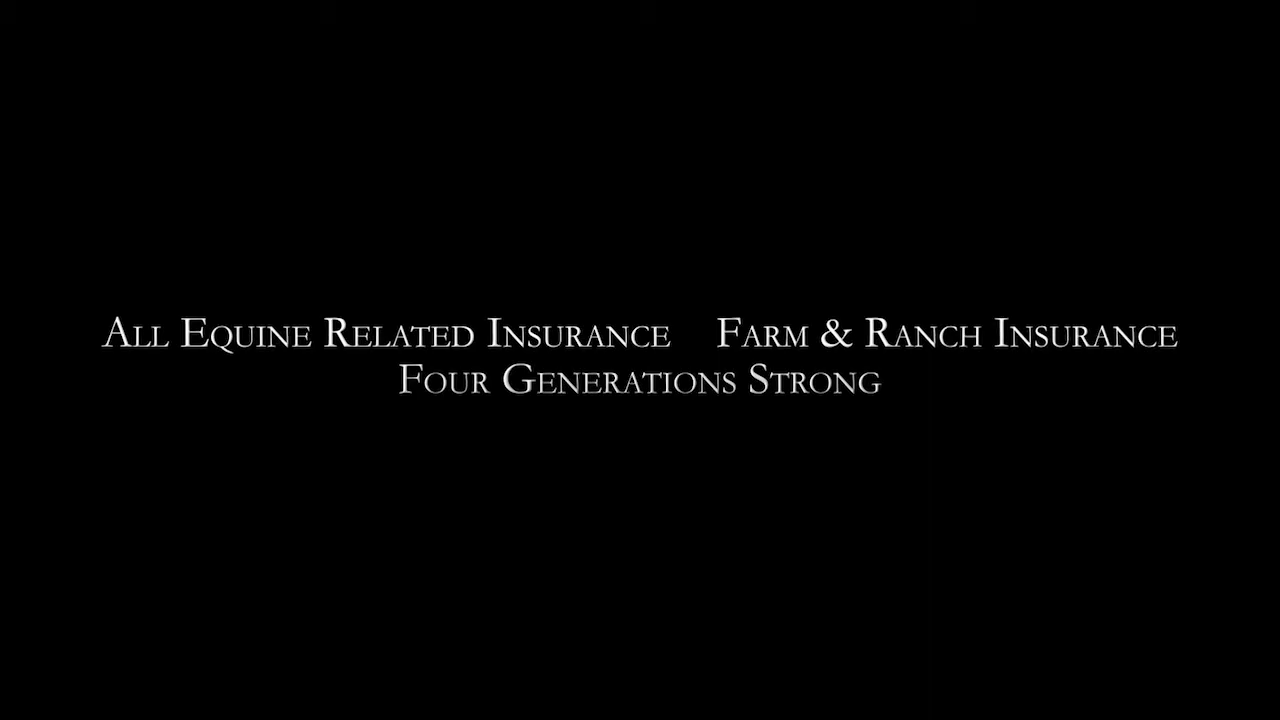 All Equine Related Insurance    Farm & Ranch Insurance
Four Generations Strong